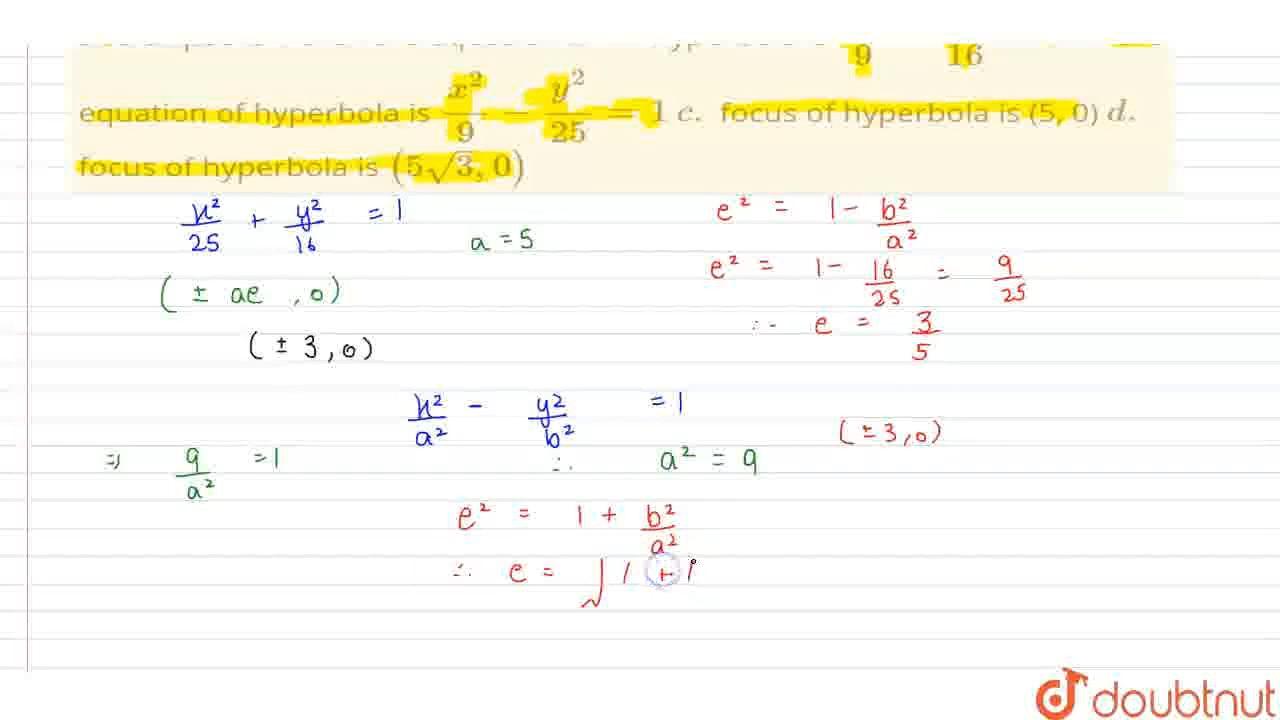 9 16
equation of hyperbola is x²/9 − y²/25 = 1 c. focus of hyperbola is (5, 0) d.
focus of hyperbola is (5√3, 0)
x²/25 + y²/16 = 1
a = 5
e² = 1 - b²/a²
e² = 1 - 16/25 = 9/25
(± ae , 0)
∴ e = 3/5
(± 3 , 0)
x²/a² - y²/b² = 1
(± 3 , 0)
⇒ 9/a² = 1 ∴ a² = 9
e² = 1 + b²/a²
∴ e = √1 + 1
doubtnut